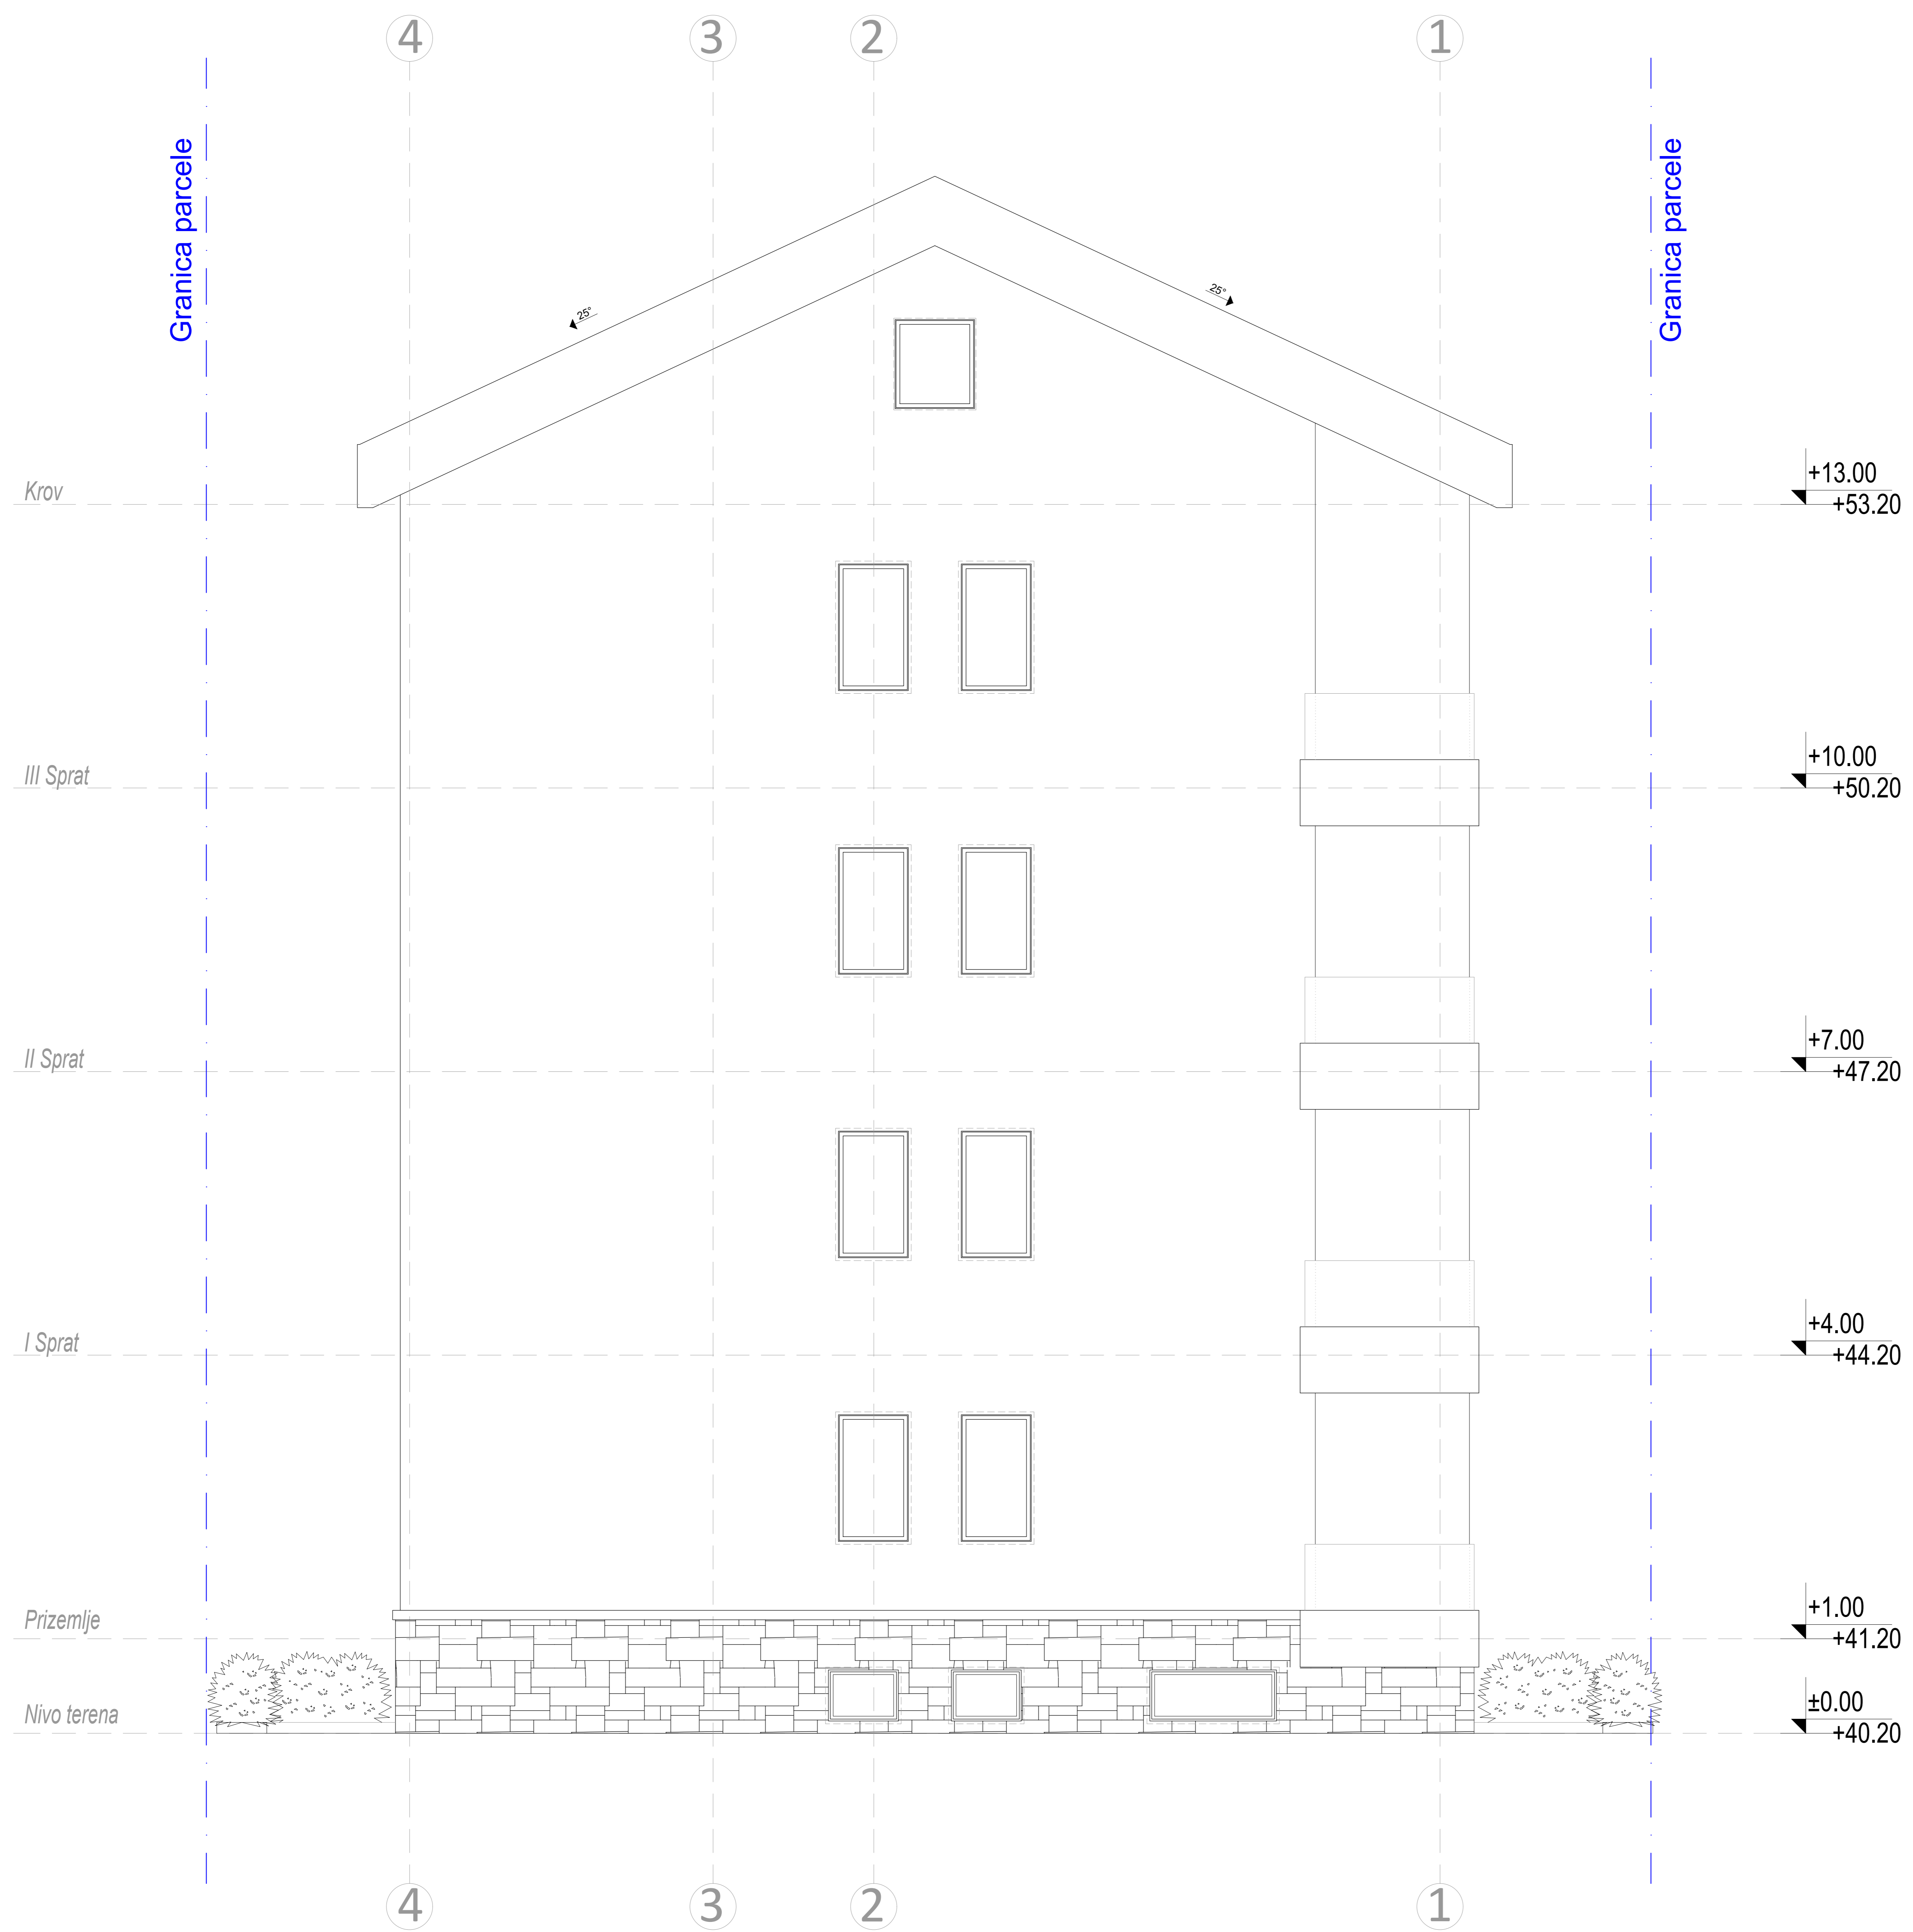 4 3 2 1
Granica parcele
Granica parcele
25°
25°
Krov
+13.00
+53.20
III Sprat
+10.00
+50.20
II Sprat
+7.00
+47.20
I Sprat
+4.00
+44.20
Prizemlje
+1.00
+41.20
Nivo terena
±0.00
+40.20
4 3 2 1